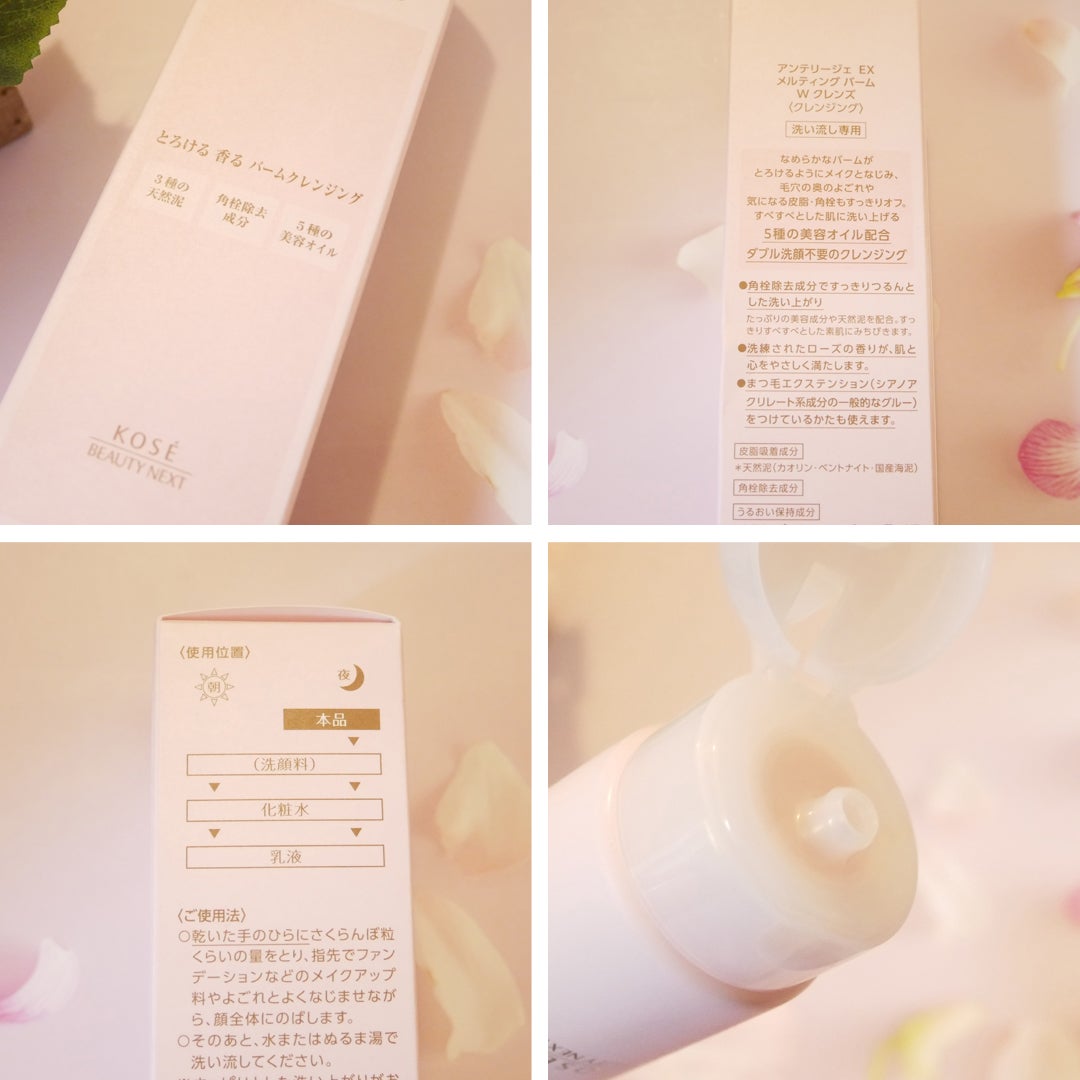 とろける 香る バームクレンジング
3種の
天然泥
角栓除去
成分
5種の
美容オイル
KOSÉ
BEAUTY NEXT
アンテリージェ EX
メルティング バーム
W クレンズ
〈クレンジング〉
洗い流し専用
なめらかなバームが
とろけるようにメイクとなじみ、
毛穴の奥のよごれや
気になる皮脂・角栓もすっきりオフ。
すべすべとした肌に洗い上げる
5種の美容オイル配合
ダブル洗顔不要のクレンジング
●角栓除去成分ですっきりつるんと
した洗い上がり
たっぷりの美容成分や天然泥を配合。すっ
きりすべすべとした素肌にみちびきます。
●洗練されたローズの香りが、肌と
心をやさしく満たします。
●まつ毛エクステンション(シアノア
クリレート系成分の一般的なグルー)
をつけているかたも使えます。
皮脂吸着成分
*天然泥(カオリン・ベントナイト・国産海泥)
角栓除去成分
うるおい保持成分
〈使用位置〉
朝
夜
本品
(洗顔料)
化粧水
乳液
〈ご使用法〉
○乾いた手のひらにさくらんぼ粒
くらいの量をとり、指先でファン
デーションなどのメイクアップ
料やよごれとよくなじませなが
ら、顔全体にのばします。
○そのあと、水またはぬるま湯で
洗い流してください。